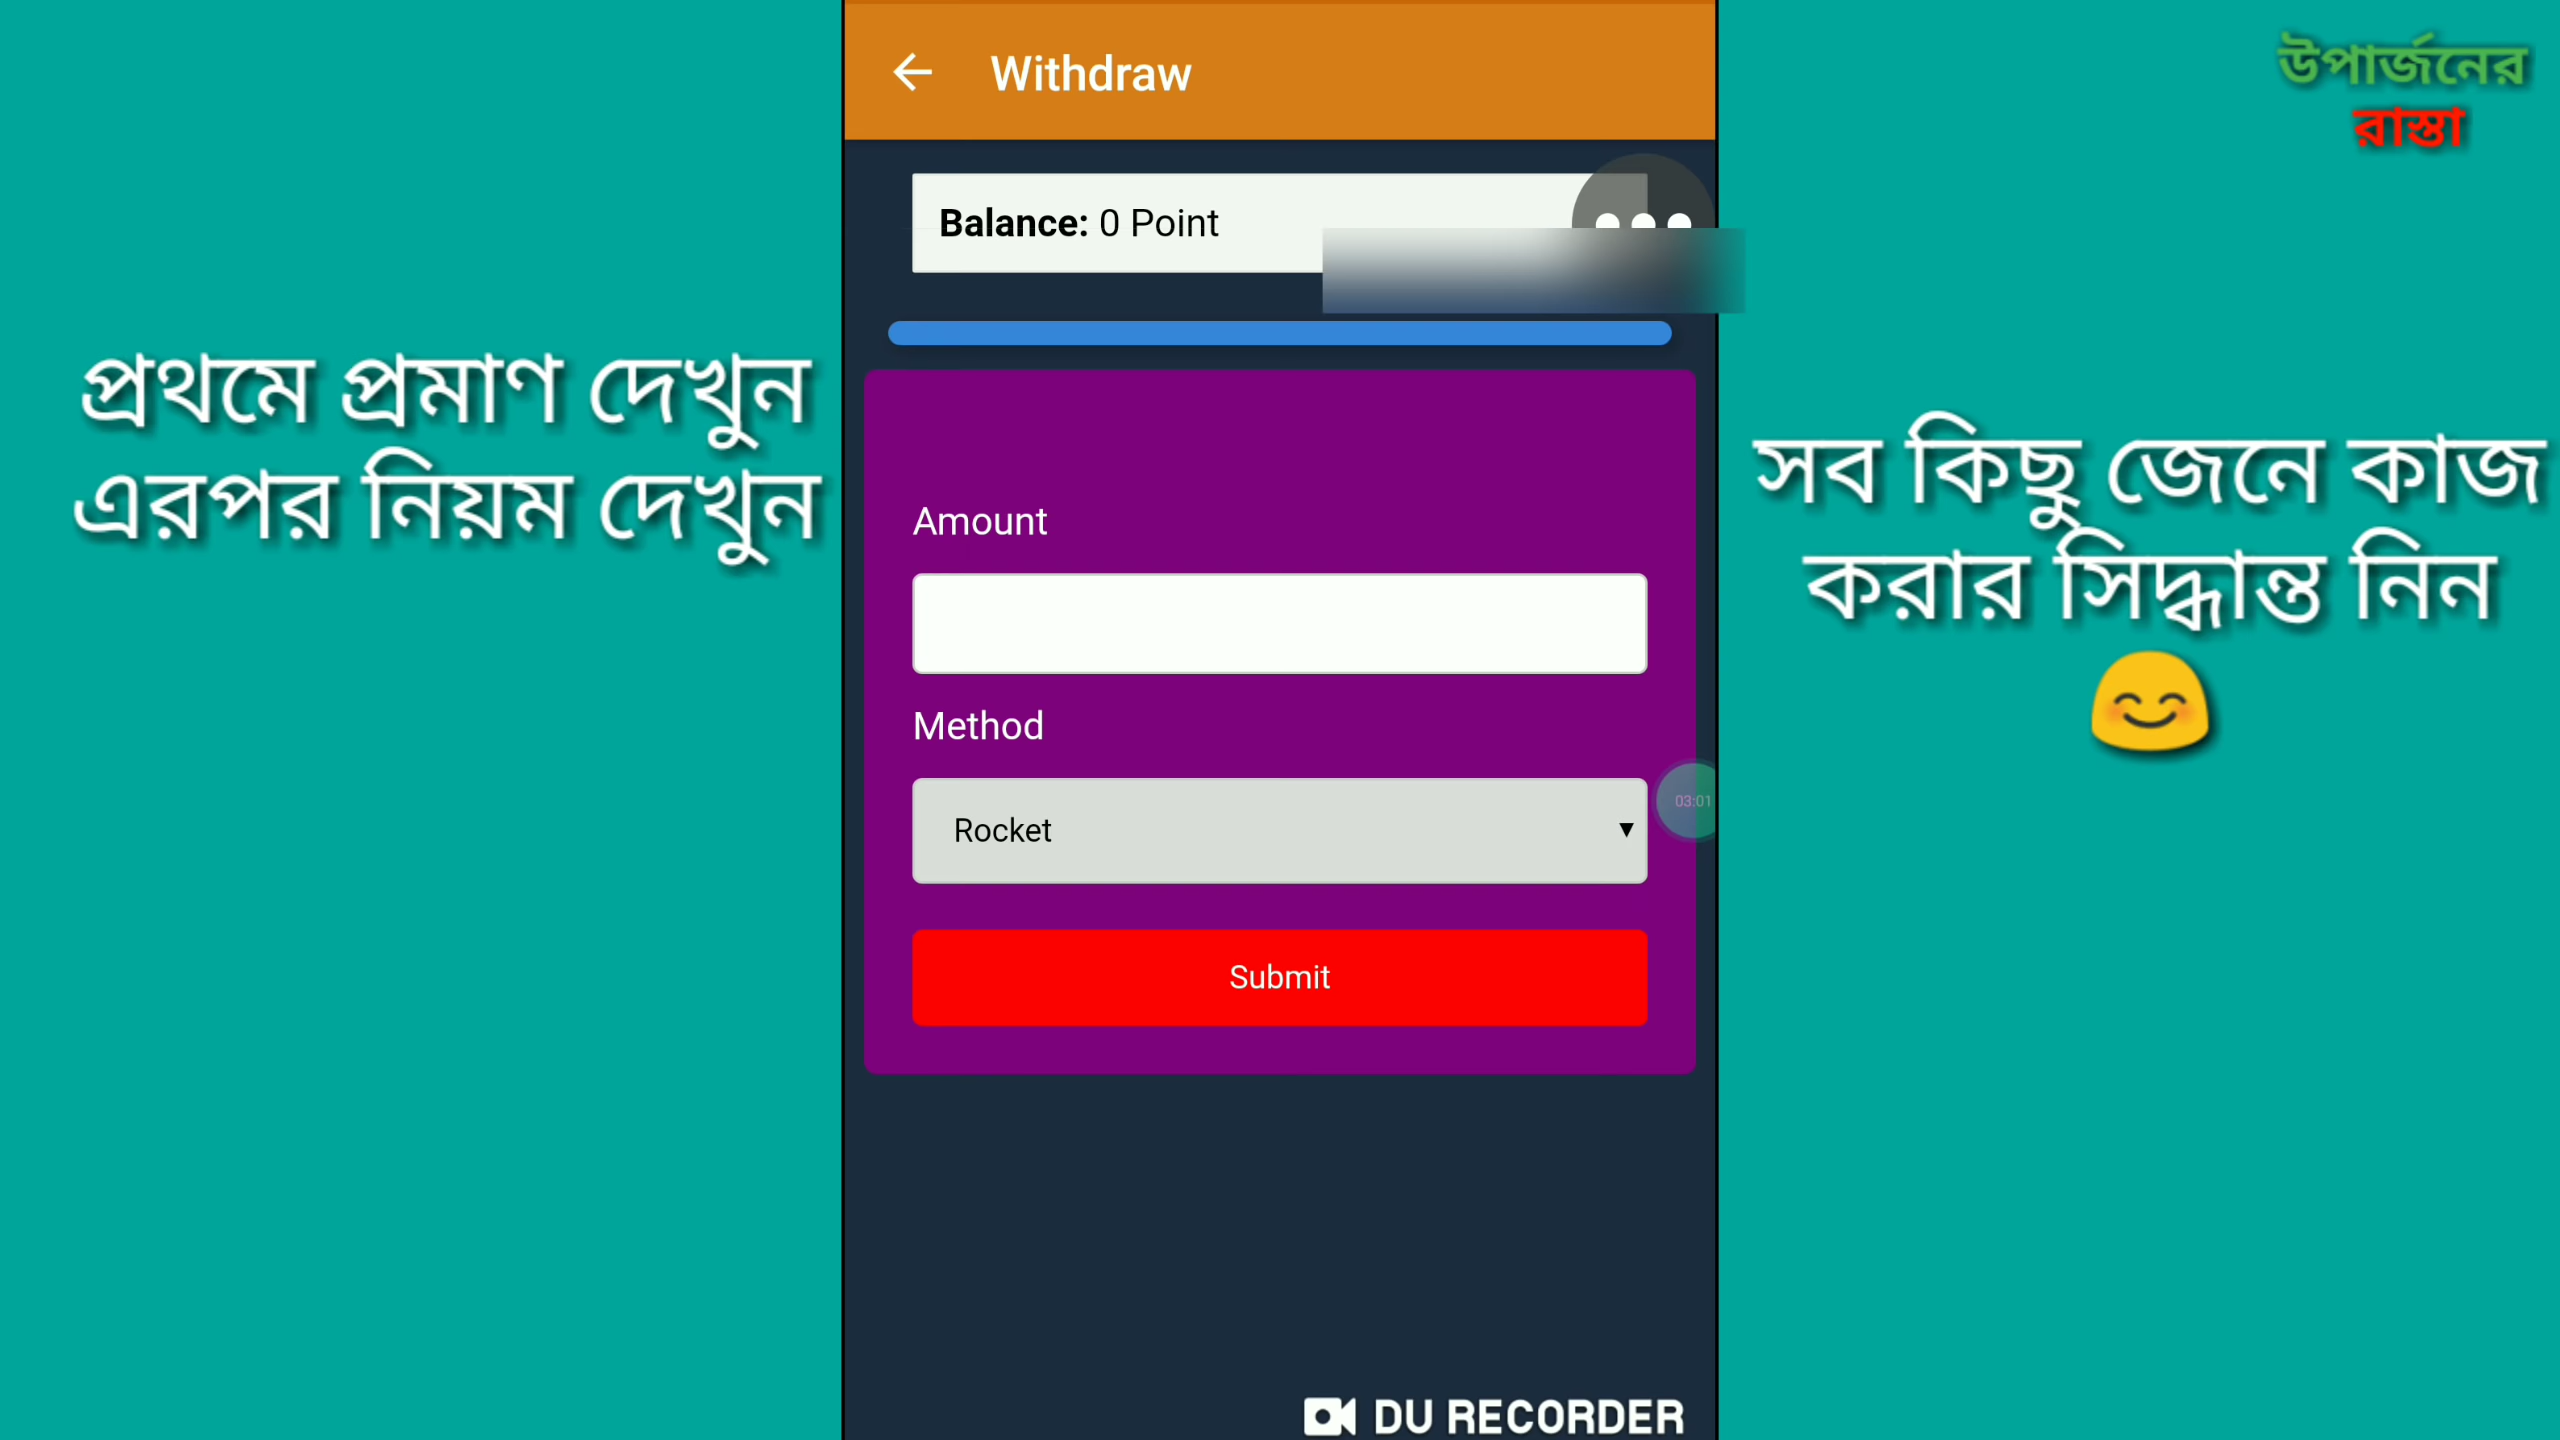 Withdraw
উপার্জনের
রাস্তা
Balance: 0 Point
প্রথমে প্রমাণ দেখুন
এরপর নিয়ম দেখুন
সব কিছু জেনে কাজ
করার সিদ্ধান্ত নিন
😊
Amount
Method
03:01
Rocket
Submit
DU RECORDER